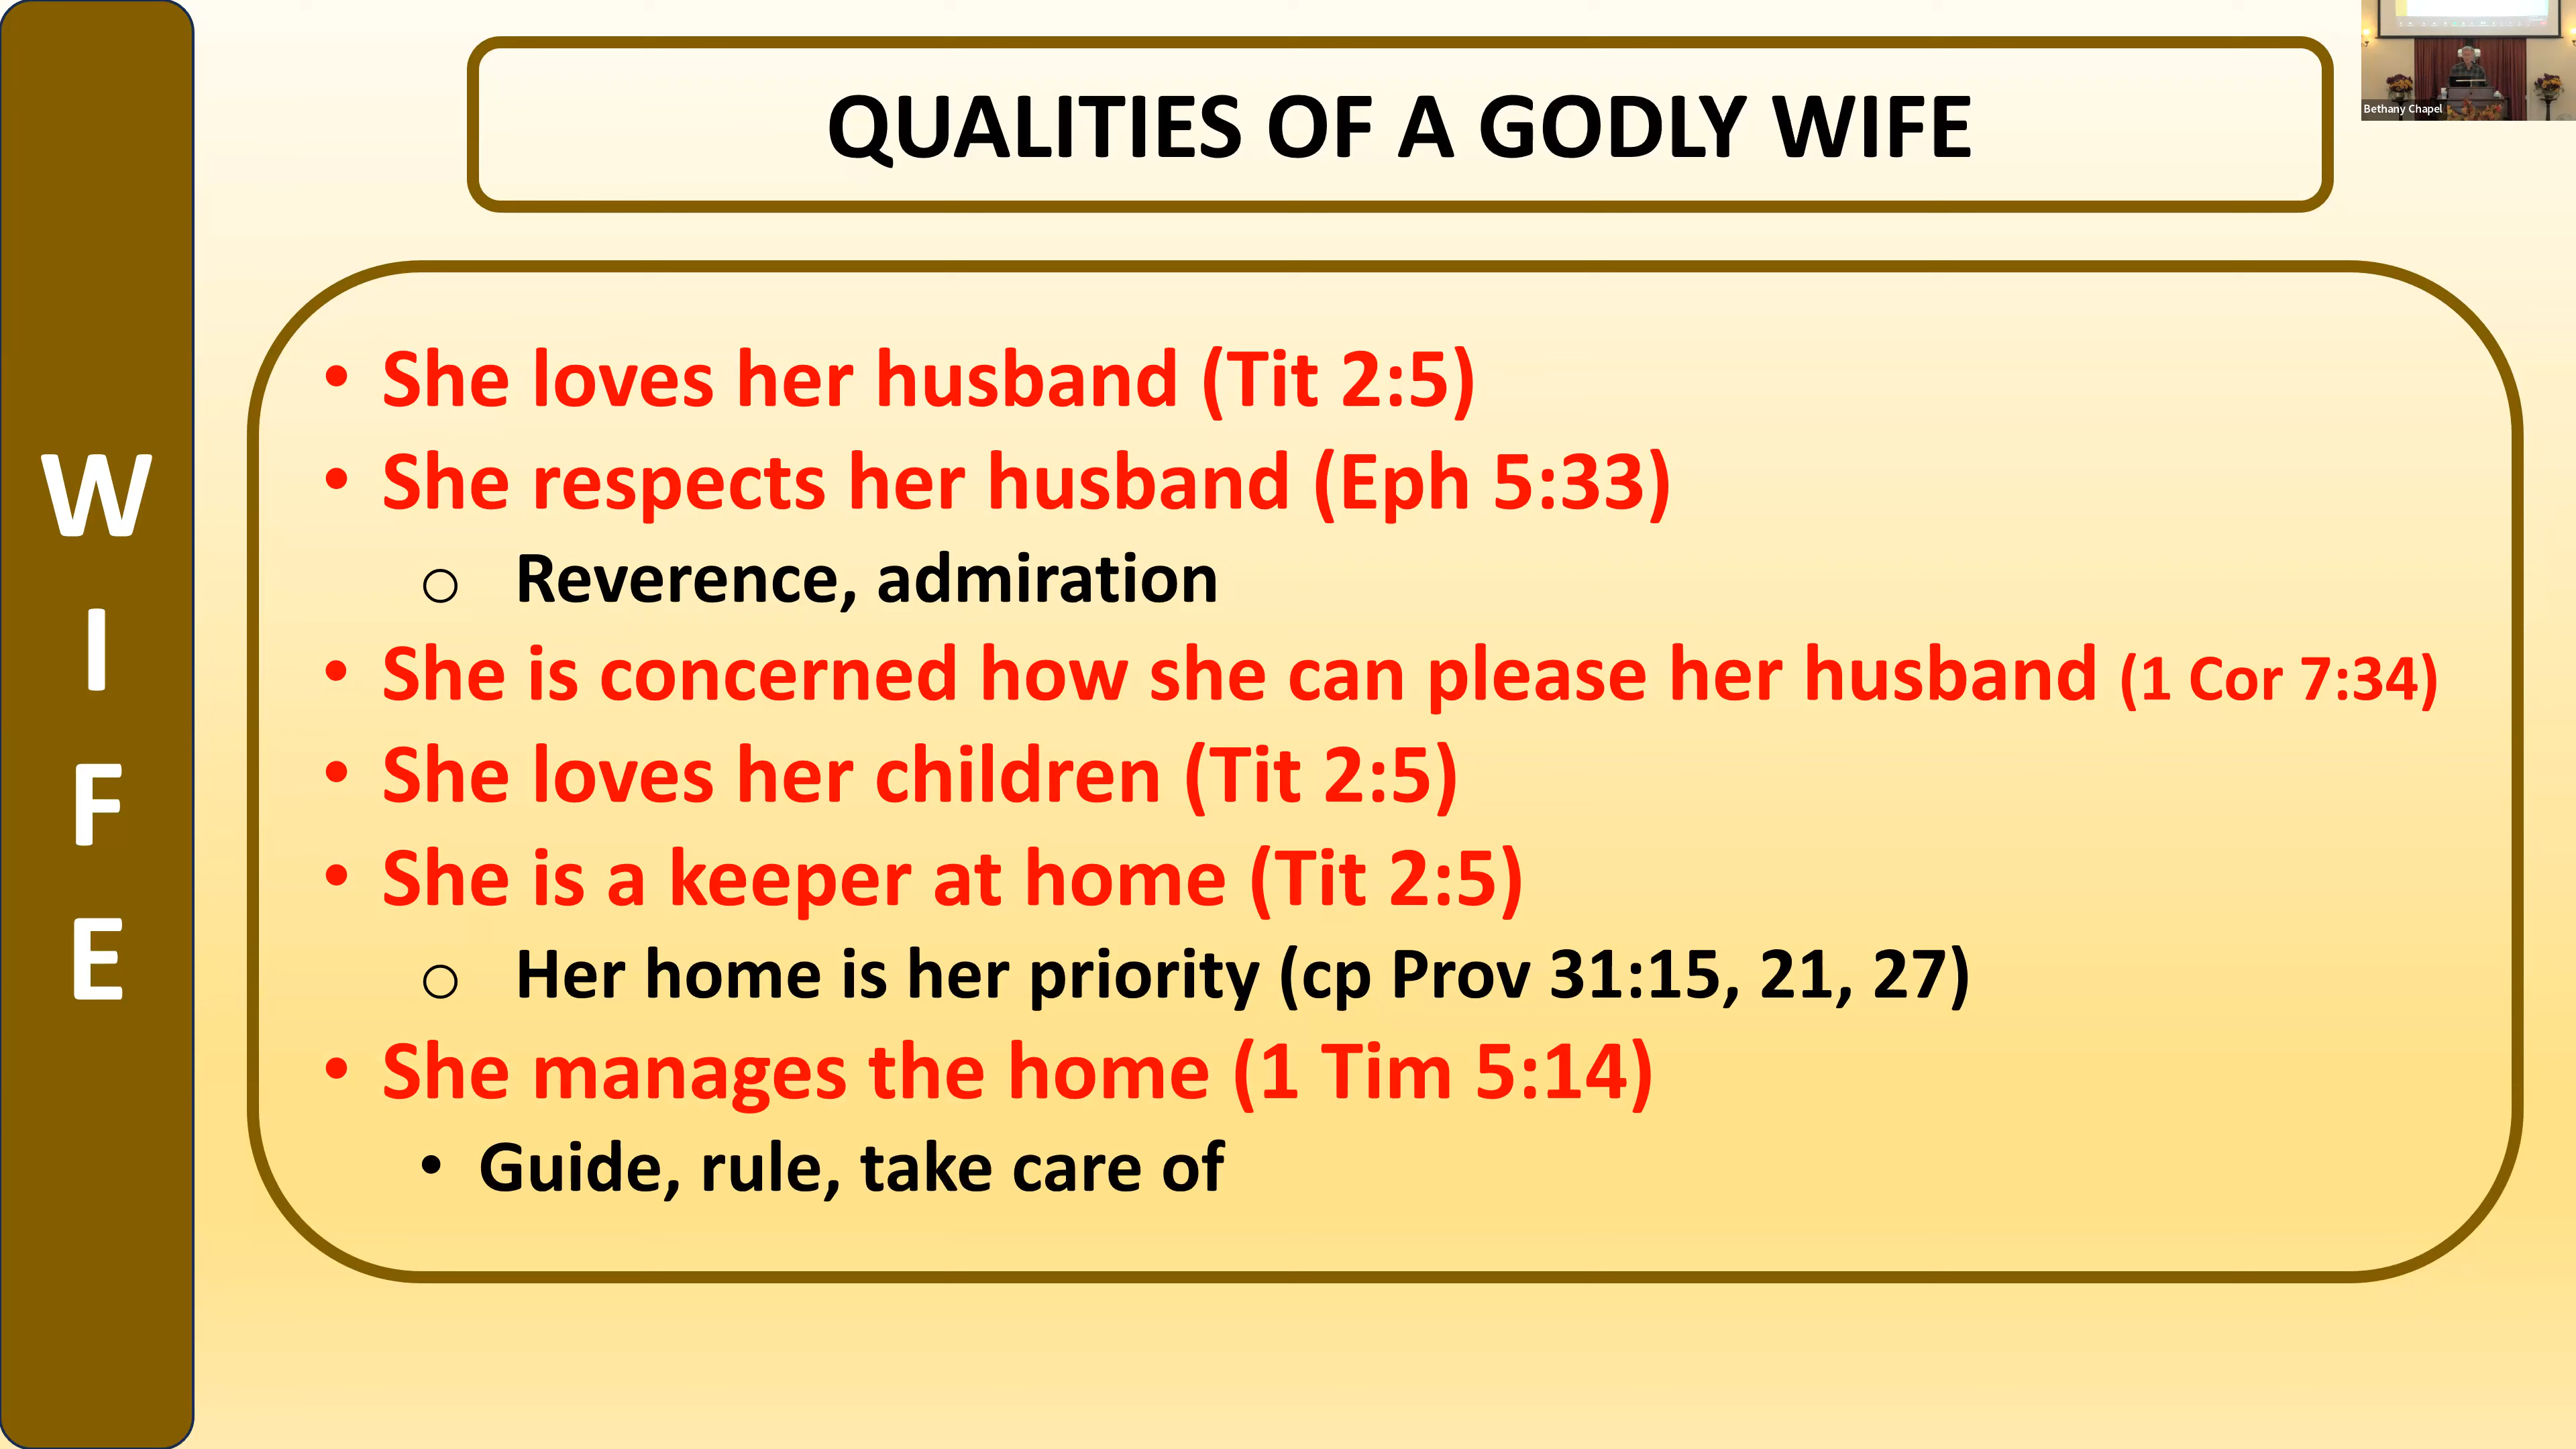 QUALITIES OF A GODLY WIFE
Bethany Chapel
W
I
F
E
• She loves her husband (Tit 2:5)
• She respects her husband (Eph 5:33)
o Reverence, admiration
• She is concerned how she can please her husband (1 Cor 7:34)
• She loves her children (Tit 2:5)
• She is a keeper at home (Tit 2:5)
o Her home is her priority (cp Prov 31:15, 21, 27)
• She manages the home (1 Tim 5:14)
• Guide, rule, take care of